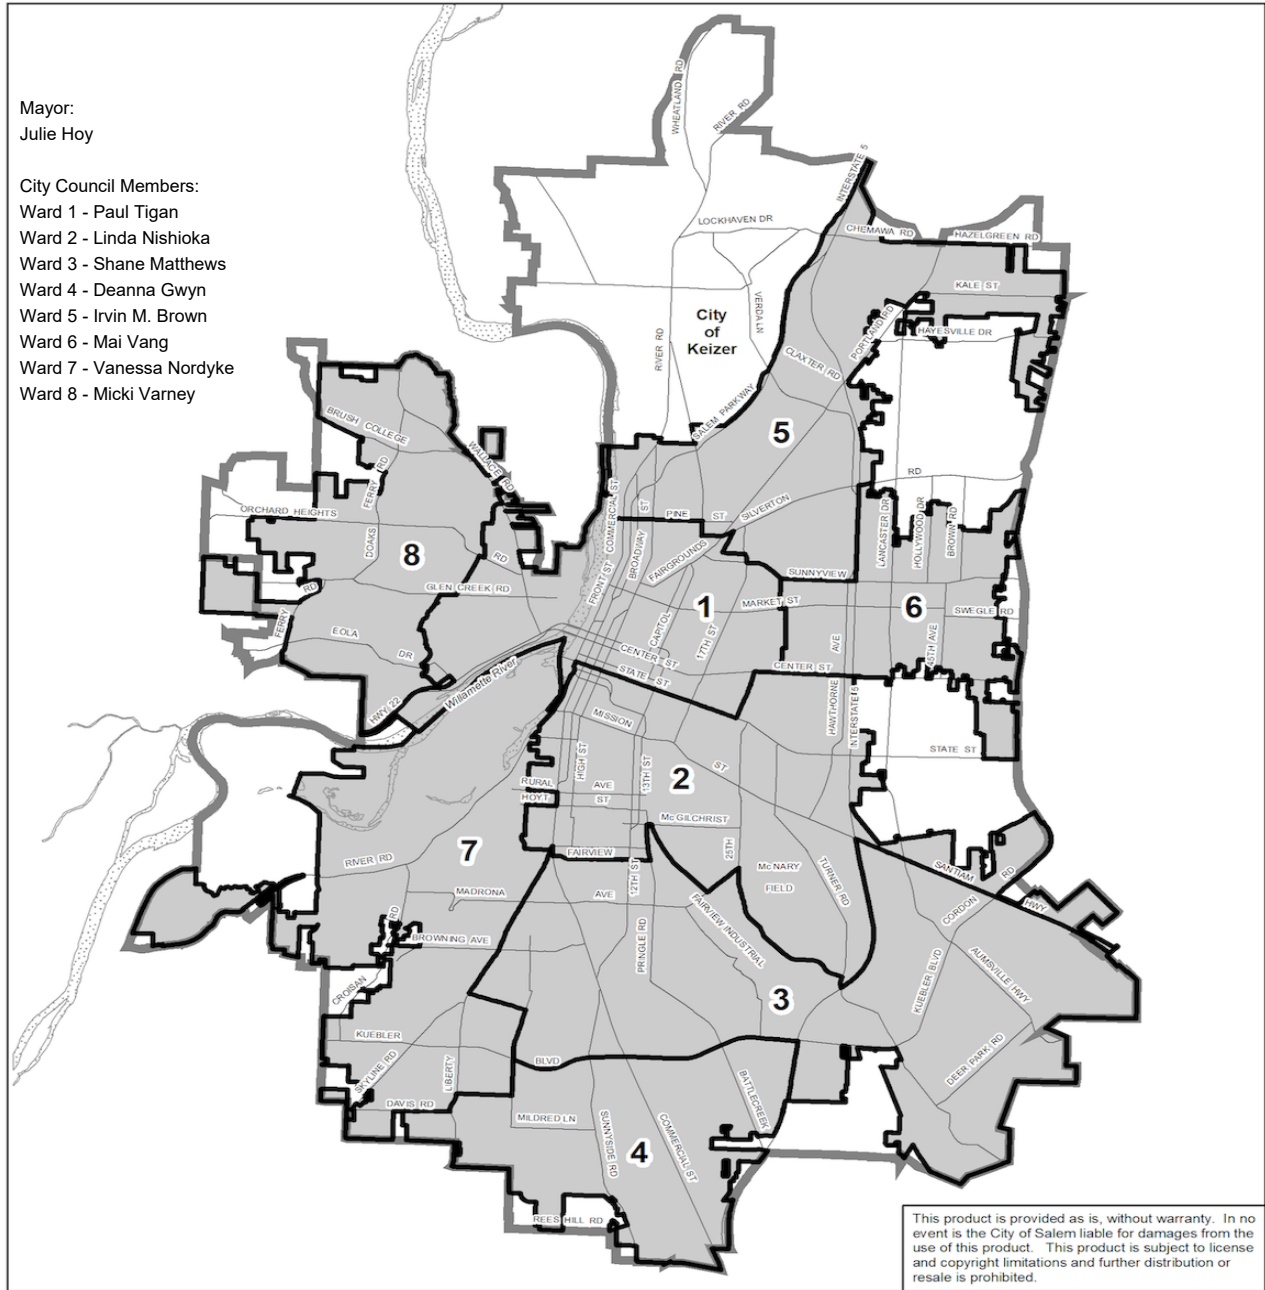 Mayor:
Julie Hoy
City Council Members:
Ward 1 - Paul Tigan
Ward 2 - Linda Nishioka
Ward 3 - Shane Matthews
Ward 4 - Deanna Gwyn
Ward 5 - Irvin M. Brown
Ward 6 - Mai Vang
Ward 7 - Vanessa Nordyke
Ward 8 - Micki Varney
WHEATLAND RD
RIVER RD
INTERSTATE 5
LOCKHAVEN DR
CHEMAWA RD
HAZELGREEN RD
KALE ST
VERDA LN
City
of
Keizer
RIVER RD
PORTLAND RD
HAYESVILLE DR
CLAXTER RD
SALEM PARKWAY
5
BRUSH COLLEGE
RD
WALLACE
RD
DOAKS
FERRY
RD
ORCHARD HEIGHTS
RD
8
GLEN CREEK RD
EOLA
DR
FERRY
RD
HWY 22
Willamette River
COMMERCIAL ST
FRONT ST
BROADWAY
ST
PINE
ST
SILVERTON
RD
FAIRGROUNDS
SUNNYVIEW
LANCASTER DR
HOLLYWOOD DR
BROWN RD
1
MARKET ST
6
SWEGLE RD
CAPITOL
17TH ST
45TH AVE
CENTER ST
STATE ST
CENTER ST
HAWTHORNE
AVE
INTERSTATE 5
STATE ST
MISSION
ST
HIGH ST
13TH ST
2
RURAL
AVE
HOYT
ST
McGILCHRIST
25TH
McNARY
FIELD
TURNER RD
FAIRVIEW
12TH ST
7
RIVER RD
MADRONA
AVE
FAIRVIEW INDUSTRIAL
SANTIAM
HWY
CORDON
RD
BROWNING AVE
PRINGLE RD
3
KUEBLER BLVD
AUMSVILLE HWY
DEER PARK RD
CROISAN
RD
KUEBLER
BLVD
SKYLINE RD
LIBERTY
DAVIS RD
MILDRED LN
SUNNYSIDE RD
COMMERCIAL ST
BATTLECREEK
4
REES HILL RD
This product is provided as is, without warranty. In no
event is the City of Salem liable for damages from the
use of this product. This product is subject to license
and copyright limitations and further distribution or
resale is prohibited.